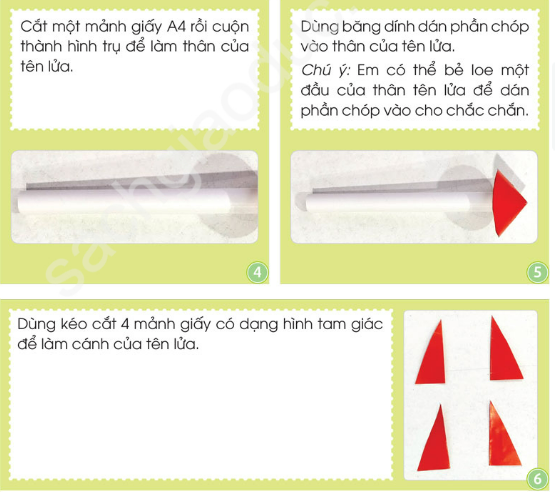 Cắt một mảnh giấy A4 rồi cuộn
thành hình trụ để làm thân của
tên lửa.
4
Dùng băng dính dán phần chóp
vào thân của tên lửa.
Chú ý: Em có thể bẻ loe một
đầu của thân tên lửa để dán
phần chóp vào cho chắc chắn.
5
Dùng kéo cắt 4 mảnh giấy có dạng hình tam giác
để làm cánh của tên lửa.
6